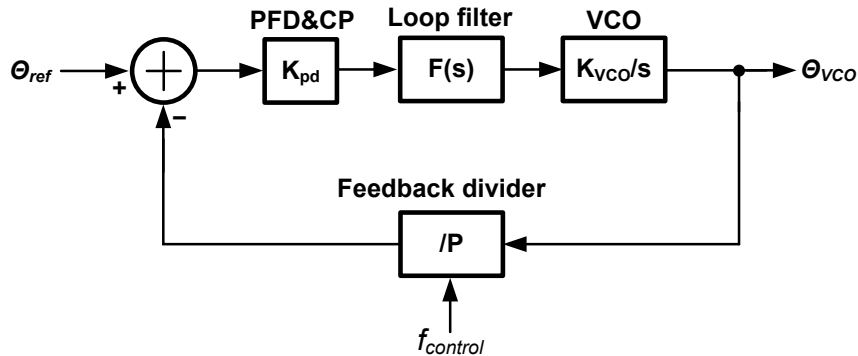 PFD&CP Loop filter VCO
Θref + − Kpd F(s) KVCO/s ΘVCO
Feedback divider
/P
fcontrol